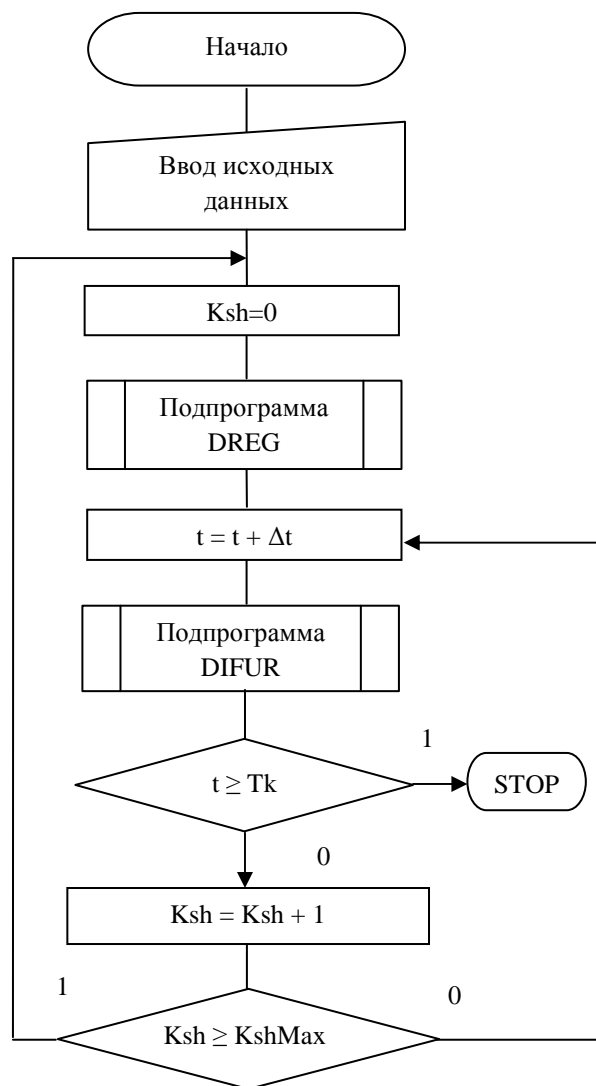 Начало
Ввод исходных
данных
Ksh=0
Подпрограмма
DREG
t = t + Δt
Подпрограмма
DIFUR
1
t ≥ Tk
STOP
0
Ksh = Ksh + 1
1
0
Ksh ≥ KshMax